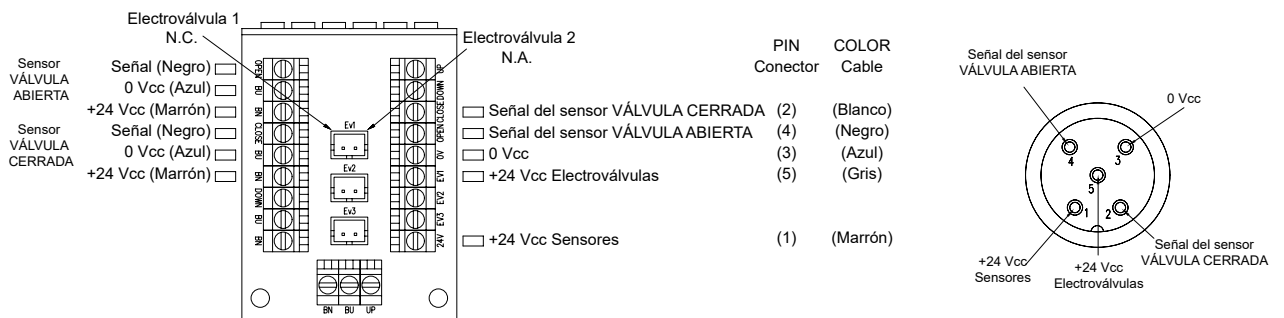 Electroválvula 1
N.C.
Electroválvula 2
N.A.
Sensor
VÁLVULA
ABIERTA
Señal (Negro)
0 Vcc (Azul)
+24 Vcc (Marrón)
Sensor
VÁLVULA
CERRADA
Señal (Negro)
0 Vcc (Azul)
+24 Vcc (Marrón)
OPEN
BU
BN
CLOSE
BU
BN
DOWN
BU
BN
Ev1
Ev2
Ev3
UP
DOWN
CLOSE
OPEN
0V
EV1
EV2
EV3
24V
BN BU UP
PIN COLOR
Conector Cable
Señal del sensor VÁLVULA CERRADA (2) (Blanco)
Señal del sensor VÁLVULA ABIERTA (4) (Negro)
0 Vcc (3) (Azul)
+24 Vcc Electroválvulas (5) (Gris)
+24 Vcc Sensores (1) (Marrón)
Señal del sensor
VÁLVULA ABIERTA
0 Vcc
4 3
5
1 2
+24 Vcc
Sensores
+24 Vcc
Electroválvulas
Señal del sensor
VÁLVULA CERRADA